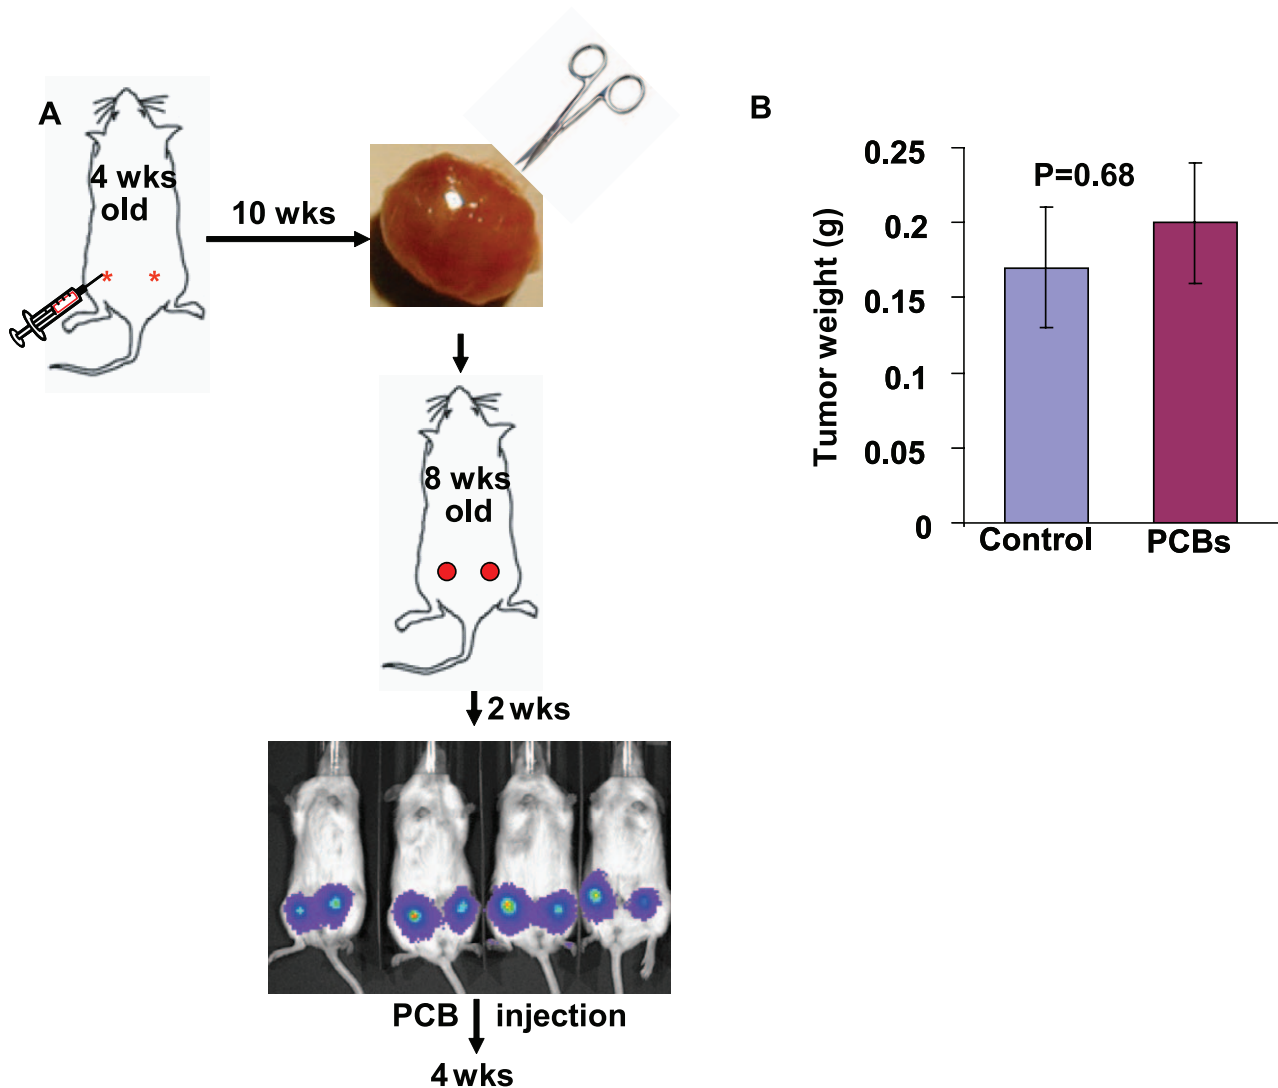 A
4 wks
old
10 wks
8 wks
old
2 wks
PCB injection
4 wks
B
P=0.68
Tumor weight (g)
0.25
0.2
0.15
0.1
0.05
0
Control PCBs